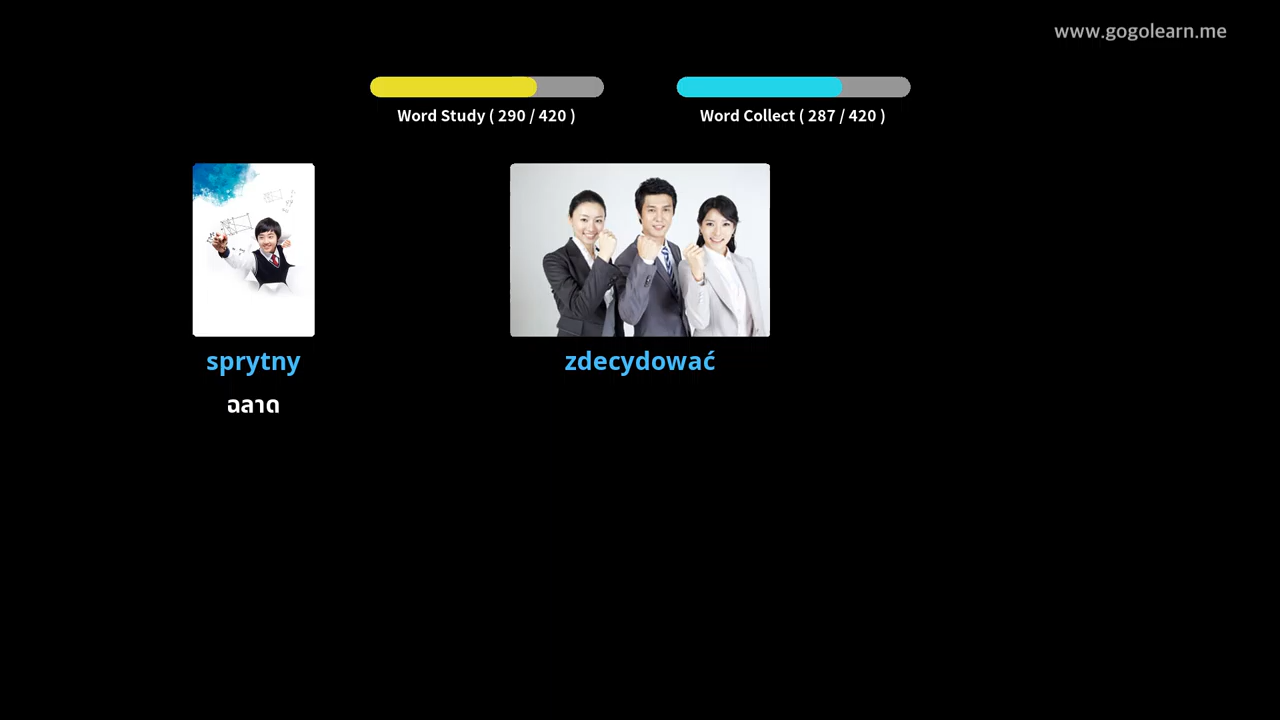 www.gogolearn.me
Word Study ( 290 / 420 )
Word Collect ( 287 / 420 )
sprytny
zdecydować
ฉลาด